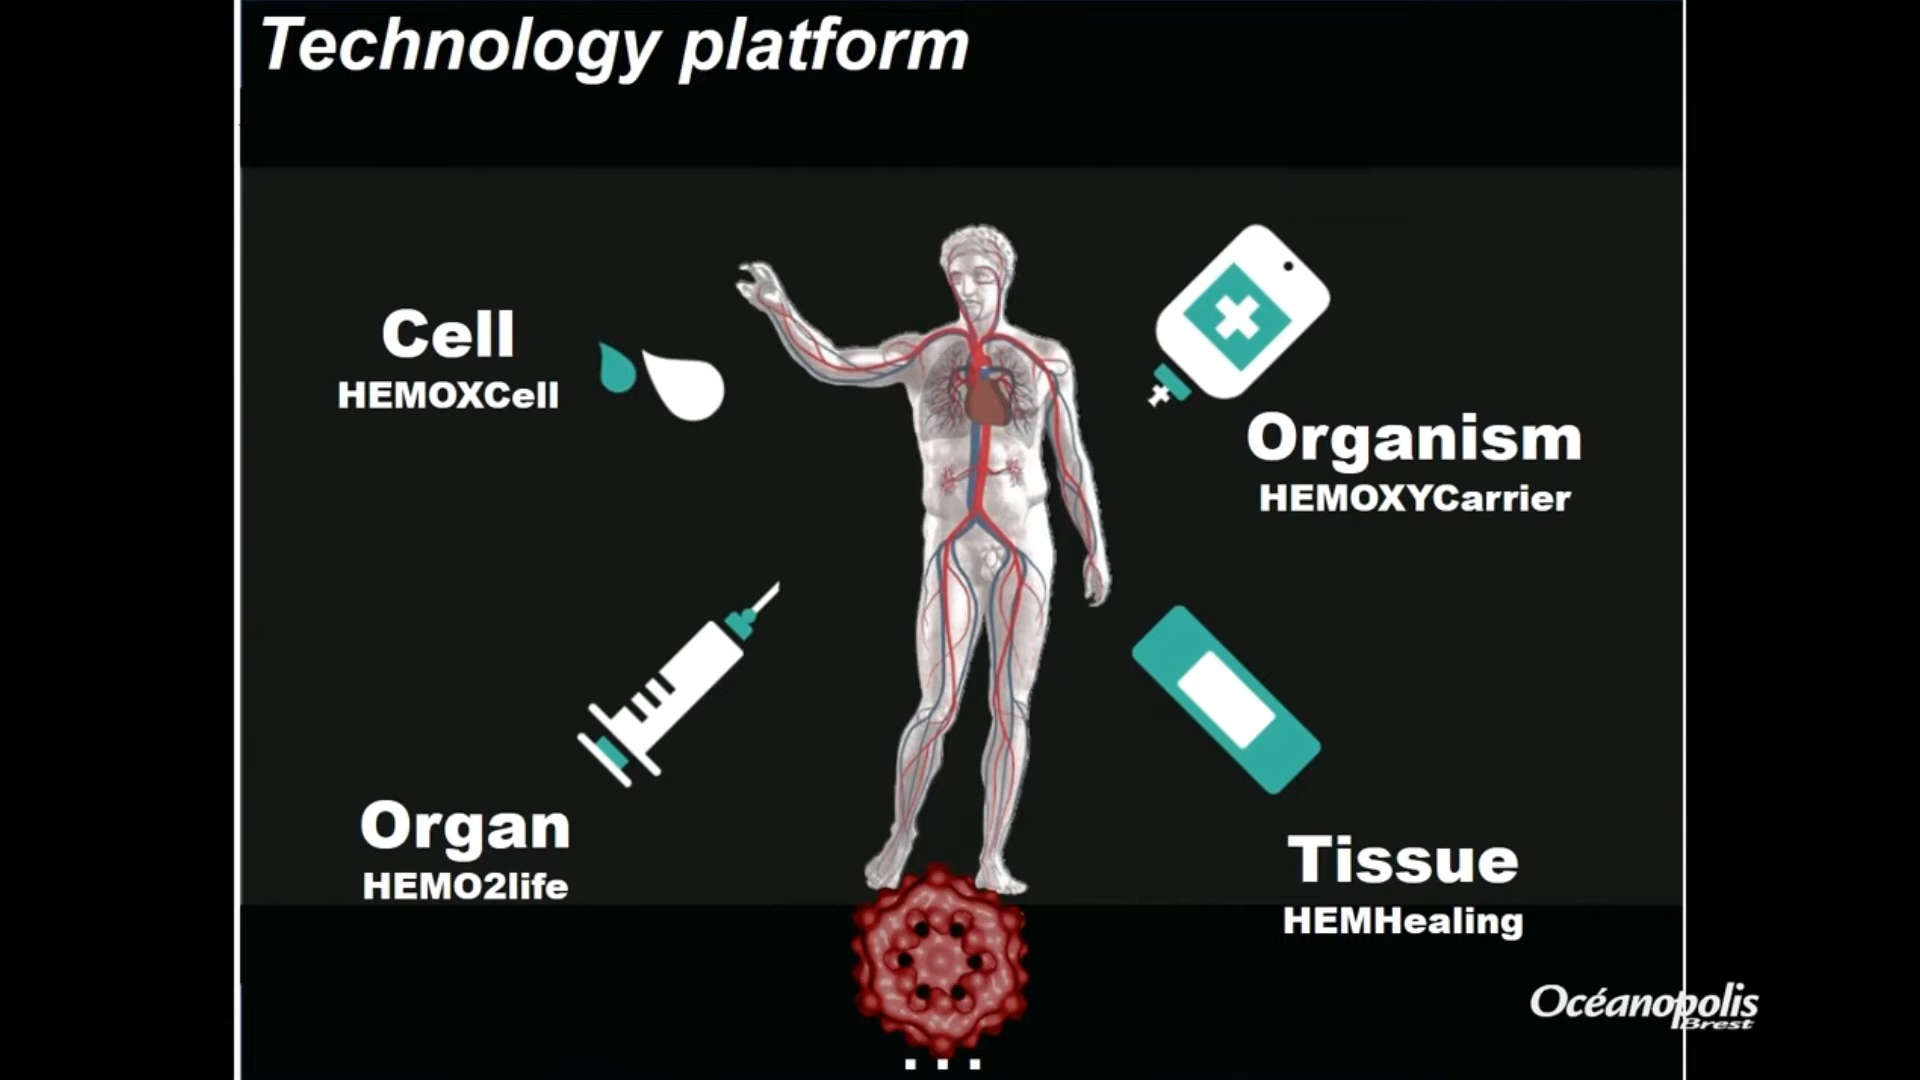 Technology platform
Cell
HEMOXCell
Organism
HEMOXYCarrier
Organ
HEMO2life
Tissue
HEMHealing
Océanopolis
Brest
...